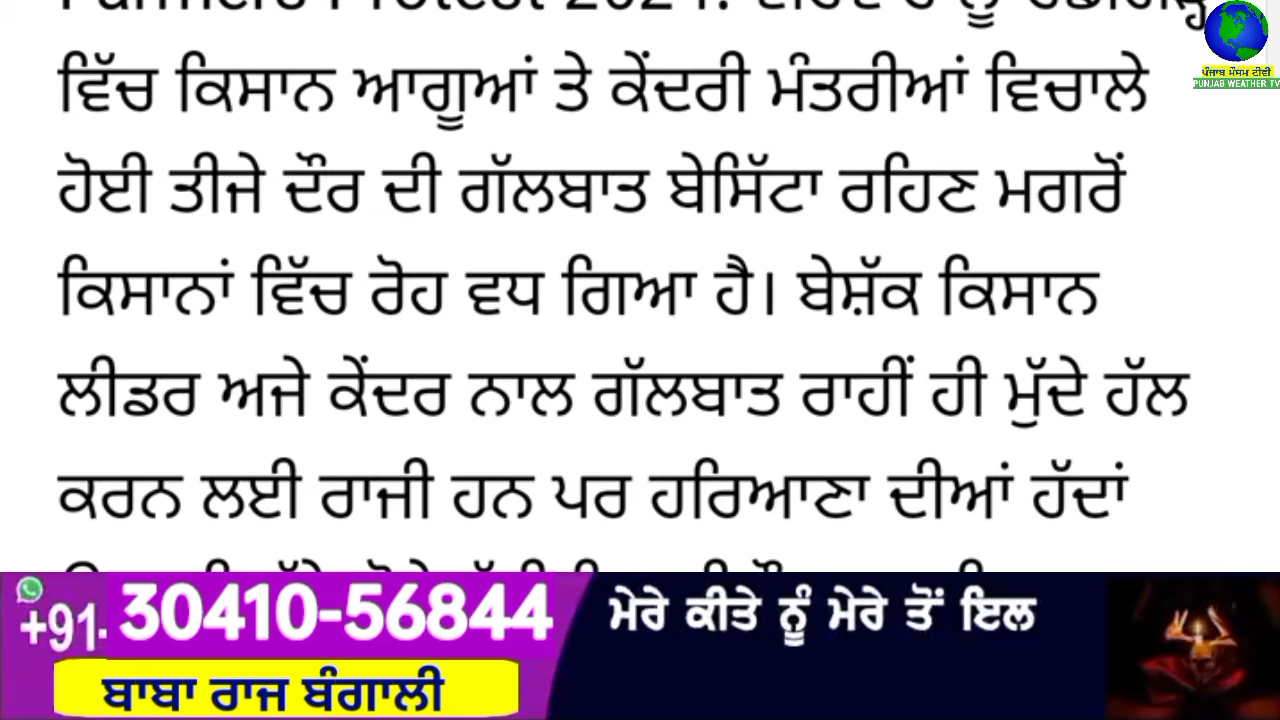 ਪੰਜਾਬ ਮੌਸਮ ਟੀਵੀ
PUNJAB WEATHER TV
ਵਿੱਚ ਕਿਸਾਨ ਆਗੂਆਂ ਤੇ ਕੇਂਦਰੀ ਮੰਤਰੀਆਂ ਵਿਚਾਲੇ
ਹੋਈ ਤੀਜੇ ਦੌਰ ਦੀ ਗੱਲਬਾਤ ਬੇਸਿੱਟਾ ਰਹਿਣ ਮਗਰੋਂ
ਕਿਸਾਨਾਂ ਵਿੱਚ ਰੋਹ ਵਧ ਗਿਆ ਹੈ। ਬੇਸ਼ੱਕ ਕਿਸਾਨ
ਲੀਡਰ ਅਜੇ ਕੇਂਦਰ ਨਾਲ ਗੱਲਬਾਤ ਰਾਹੀਂ ਹੀ ਮੁੱਦੇ ਹੱਲ
ਕਰਨ ਲਈ ਰਾਜੀ ਹਨ ਪਰ ਹਰਿਆਣਾ ਦੀਆਂ ਹੱਦਾਂ
+91- 30410-56844
ਬਾਬਾ ਰਾਜ ਬੰਗਾਲੀ
ਮੇਰੇ ਕੀਤੇ ਨੂੰ ਮੇਰੇ ਤੋਂ ਇਲ